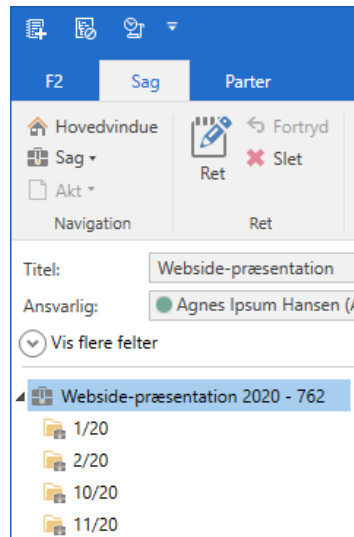 F2 Sag Parter
Hovedvindue
Sag
Akt
Navigation
Ret
Fortryd
Slet
Ret
Titel: Webside-præsentation
Ansvarlig: Agnes Ipsum Hansen (
Vis flere felter
Webside-præsentation 2020 - 762
1/20
2/20
10/20
11/20